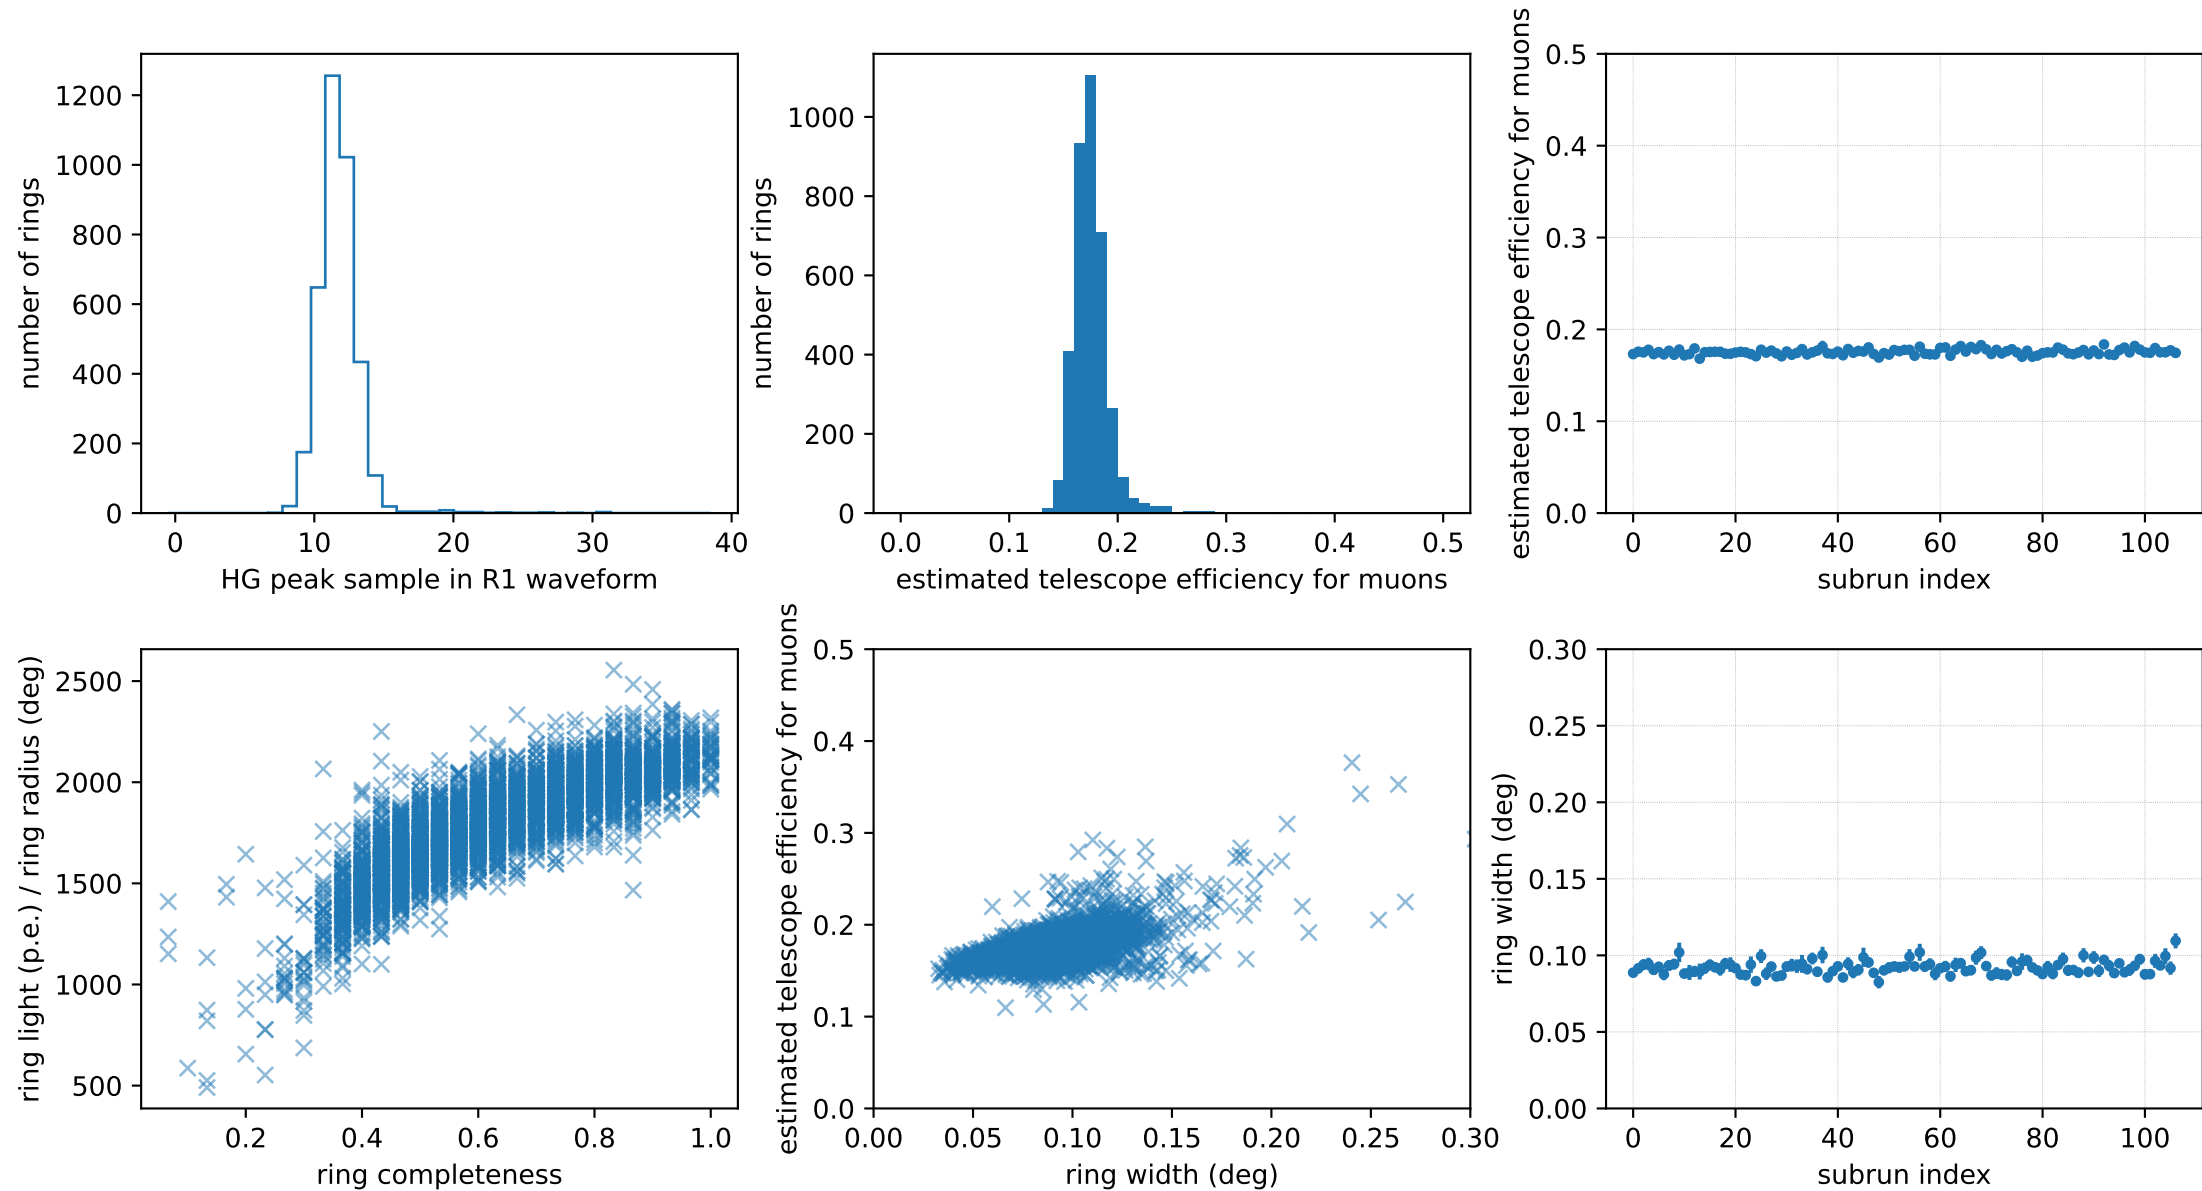 number of rings
1200
1000
800
600
400
200
0
0 10 20 30 40
HG peak sample in R1 waveform
number of rings
1000
800
600
400
200
0
0.0 0.1 0.2 0.3 0.4 0.5
estimated telescope efficiency for muons
estimated telescope efficiency for muons
0.5
0.4
0.3
0.2
0.1
0.0
0 20 40 60 80 100
subrun index
ring light (p.e.) / ring radius (deg)
2500
2000
1500
1000
500
0.2 0.4 0.6 0.8 1.0
ring completeness
estimated telescope efficiency for muons
0.5
0.4
0.3
0.2
0.1
0.0
0.00 0.05 0.10 0.15 0.20 0.25 0.30
ring width (deg)
ring width (deg)
0.30
0.25
0.20
0.15
0.10
0.05
0.00
0 20 40 60 80 100
subrun index